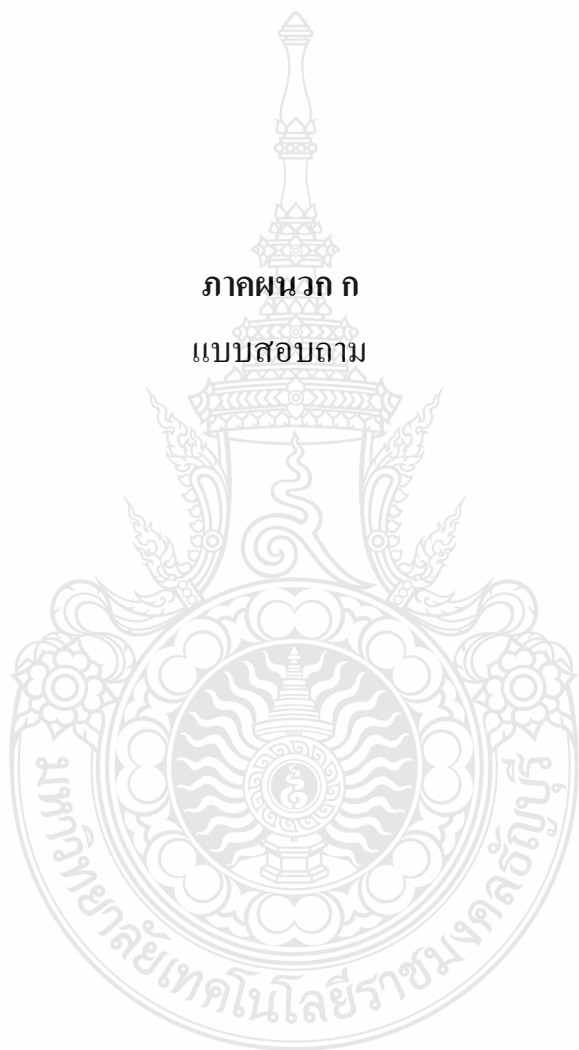 ภาคผนวก ก
แบบสอบถาม
มหาวิทยาลัยเทคโนโลยีราชมงคลธัญบุรี